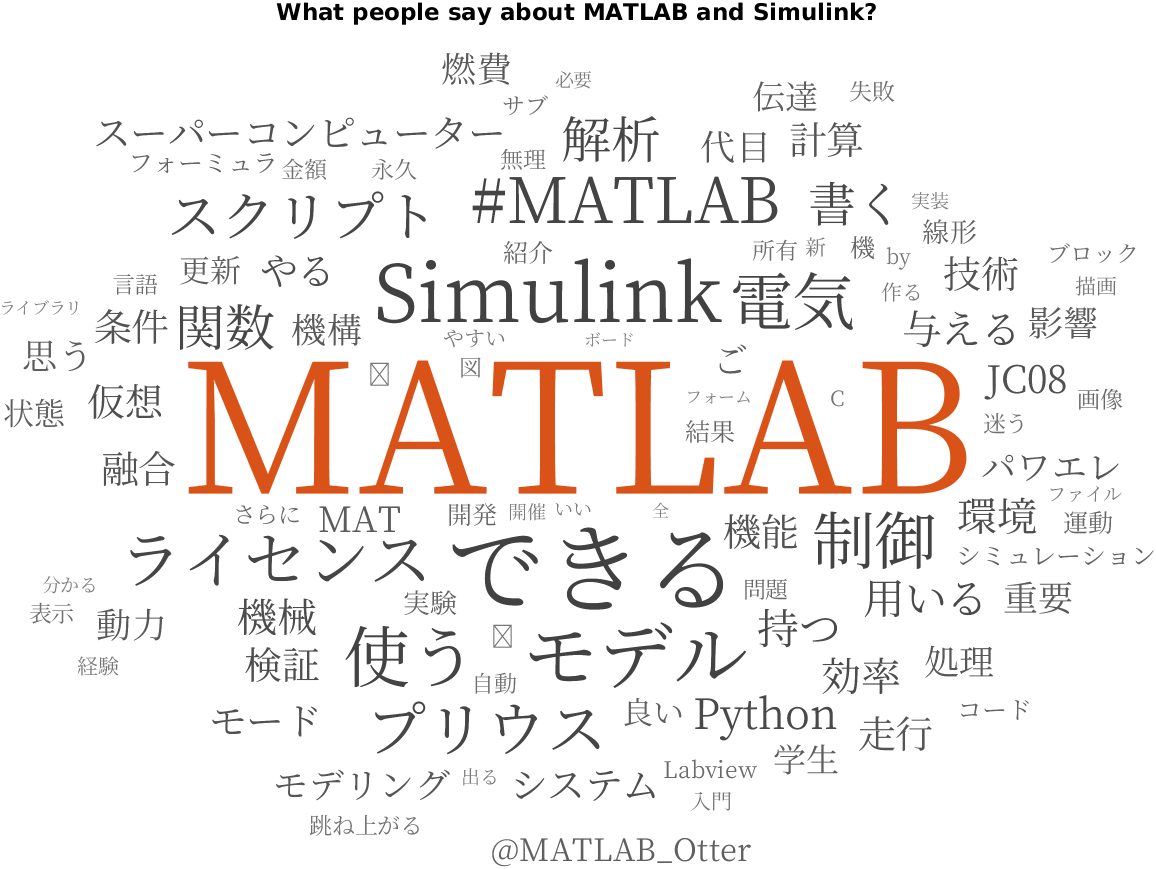 What people say about MATLAB and Simulink?
燃費 必要
サブ 伝達 失敗
スーパーコンピューター 解析 代目 計算
フォーミュラ 金額 永久 無理
スクリプト #MATLAB 書く 実装
線形
紹介 所有 新 機 by ブロック
言語 更新 やる Simulink 電気 作る 技術 描画
ライブラリ 条件 関数 機構 与える 影響
思う やすい ボード
図 ご
状態 仮想 MATLAB フォーム C JC08 画像
結果 迷う
融合 パワエレ
さらに MAT 開発 開催 いい 全 環境 ファイル 運動
ライセンス できる 機能 制御 シミュレーション
分かる 表示 動力 機械 実験 問題 用いる 重要
経験 検証 使う モデル 持つ
自動 効率 処理
モード プリウス 良い Python 走行 コード
モデリング 出る システム Labview 学生
入門
跳ね上がる
@MATLAB_Otter